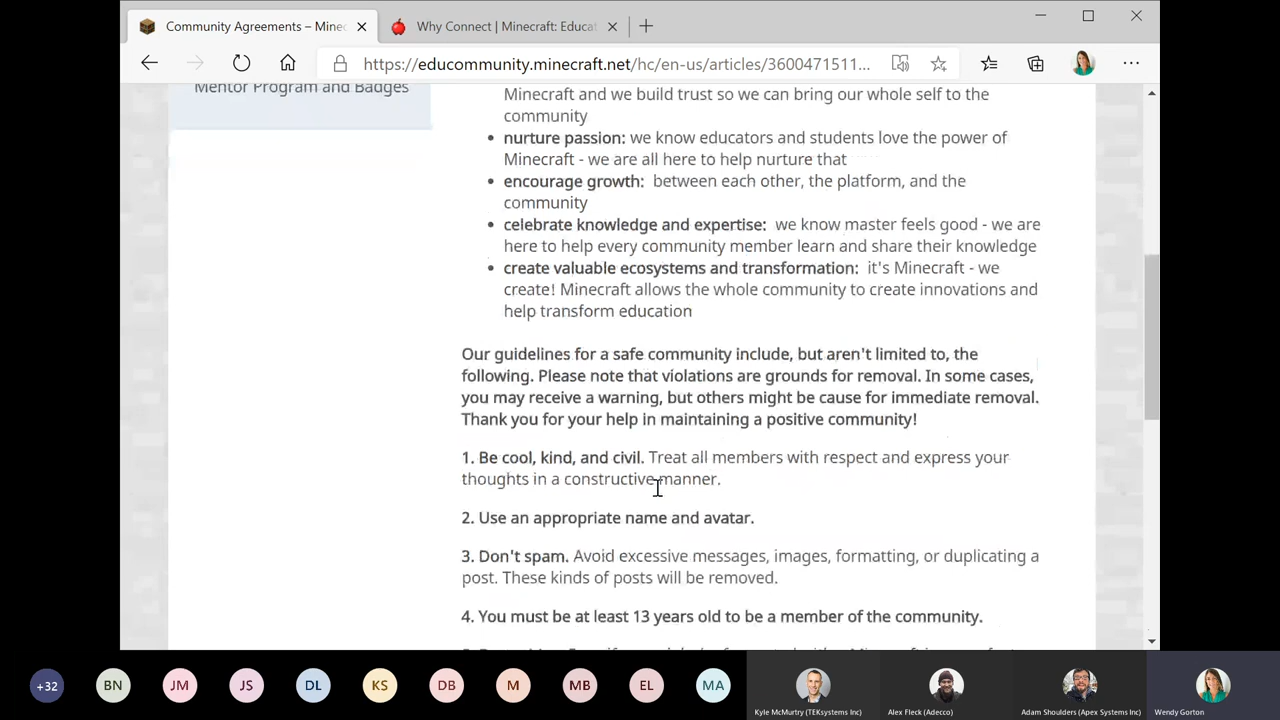 Community Agreements – Minec
Why Connect | Minecraft: Educat
https://educommunity.minecraft.net/hc/en-us/articles/3600471511...
Mentor Program and Badges
Minecraft and we build trust so we can bring our whole self to the
community
• nurture passion: we know educators and students love the power of
Minecraft - we are all here to help nurture that
• encourage growth: between each other, the platform, and the
community
• celebrate knowledge and expertise: we know master feels good - we are
here to help every community member learn and share their knowledge
• create valuable ecosystems and transformation: it's Minecraft - we
create! Minecraft allows the whole community to create innovations and
help transform education
Our guidelines for a safe community include, but aren't limited to, the
following. Please note that violations are grounds for removal. In some cases,
you may receive a warning, but others might be cause for immediate removal.
Thank you for your help in maintaining a positive community!
1. Be cool, kind, and civil. Treat all members with respect and express your
thoughts in a constructive manner.
2. Use an appropriate name and avatar.
3. Don't spam. Avoid excessive messages, images, formatting, or duplicating a
post. These kinds of posts will be removed.
4. You must be at least 13 years old to be a member of the community.
+32 BN JM JS DL KS DB M MB EL MA
Kyle McMurtry (TEKsystems Inc) Alex Fleck (Adecco) Adam Shoulders (Apex Systems Inc) Wendy Gorton